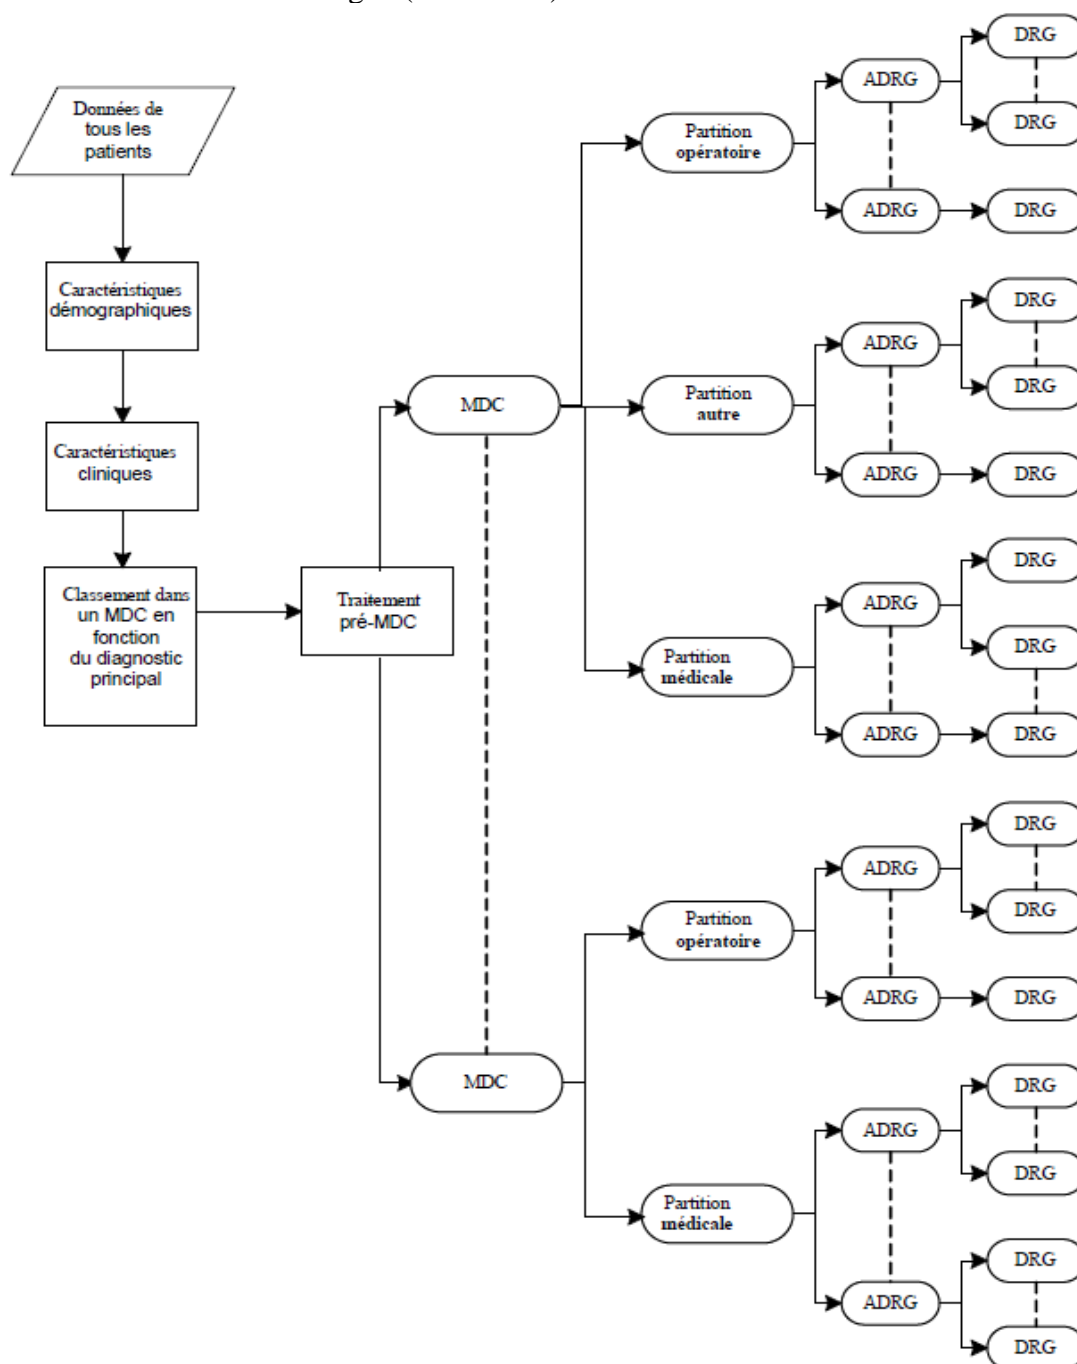 Données de
tous les
patients
Caractéristiques
démographiques
Caractéristiques
cliniques
Classement dans
un MDC en
fonction
du diagnostic
principal
Traitement
pré-MDC
MDC
MDC
Partition
opératoire
ADRG
DRG
DRG
ADRG
DRG
Partition
autre
ADRG
DRG
DRG
ADRG
DRG
Partition
médicale
ADRG
DRG
DRG
ADRG
DRG
Partition
opératoire
ADRG
DRG
DRG
ADRG
DRG
Partition
médicale
ADRG
DRG
DRG
ADRG
DRG
DRG